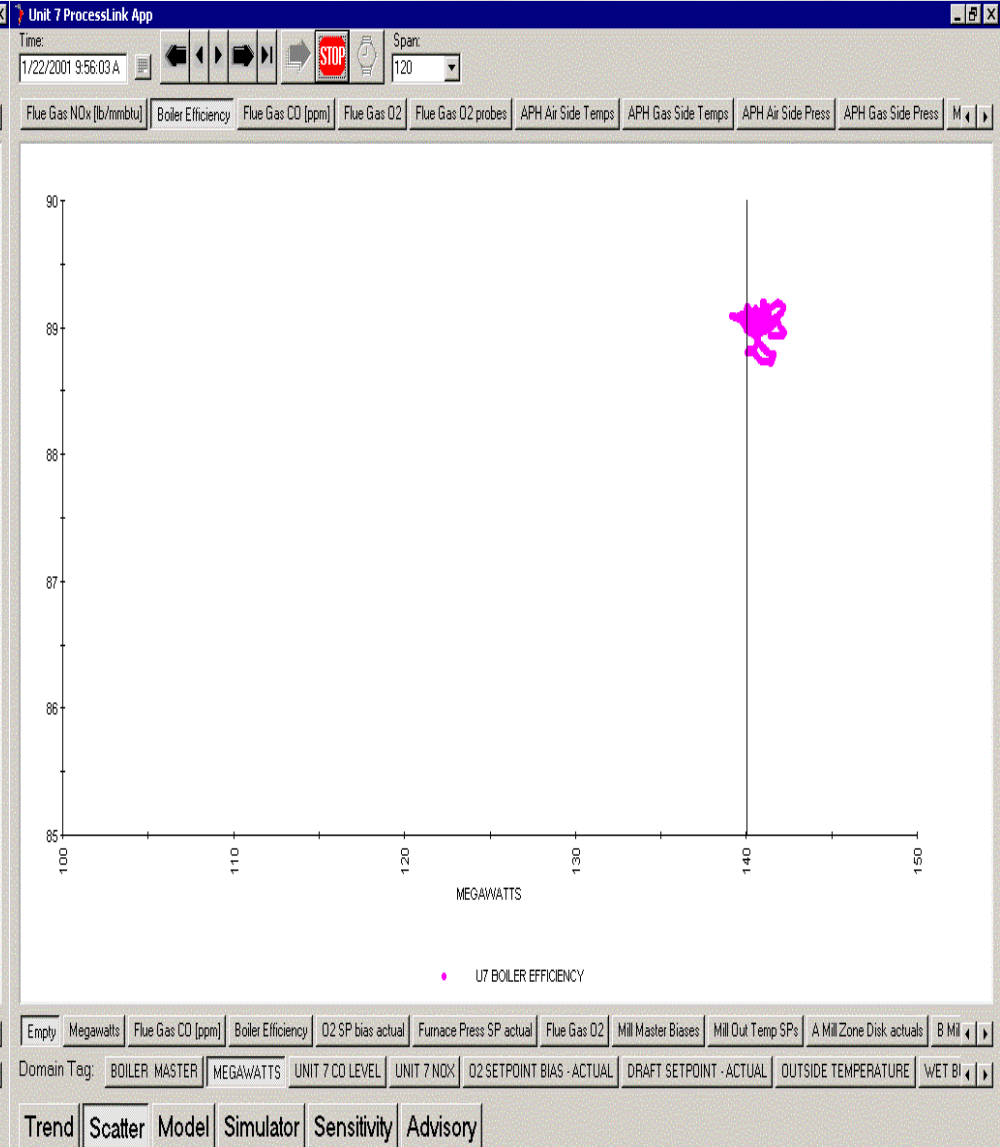 Unit 7 ProcessLink App
Time:
Span:
1/22/2001 9:56:03 A
STOP
120
Flue Gas NOx [lb/mmbtu] Boiler Efficiency Flue Gas CO [ppm] Flue Gas O2 Flue Gas O2 probes APH Air Side Temps APH Gas Side Temps APH Air Side Press APH Gas Side Press M
90
89
88
87
86
85
100 110 120 130 140 150
MEGAWATTS
U7 BOILER EFFICIENCY
Empty Megawatts Flue Gas CO [ppm] Boiler Efficiency O2 SP bias actual Furnace Press SP actual Flue Gas O2 Mill Master Biases Mill Out Temp SPs A Mill Zone Disk actuals B Mil
Domain Tag: BOILER MASTER MEGAWATTS UNIT 7 CO LEVEL UNIT 7 NOX O2 SETPOINT BIAS - ACTUAL DRAFT SETPOINT - ACTUAL OUTSIDE TEMPERATURE WET B
Trend Scatter Model Simulator Sensitivity Advisory